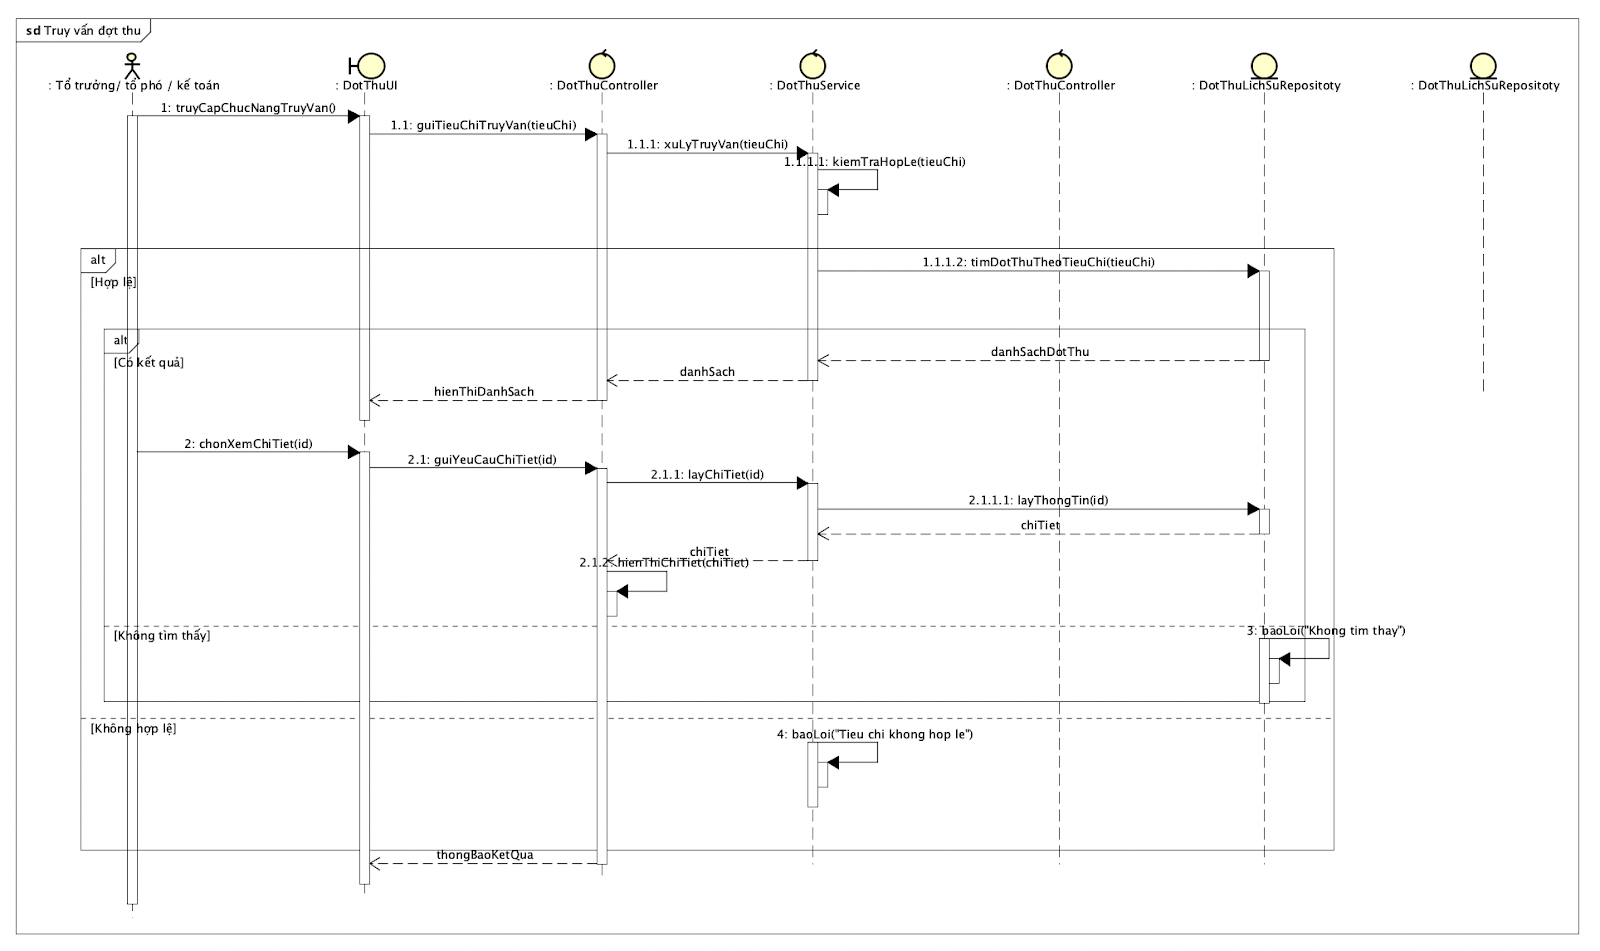 sd Truy vấn đợt thu
: Tổ trưởng/ tổ phó / kế toán
: DotThuUI
: DotThuController
: DotThuService
: DotThuController
: DotThuLichSuRepositoty
: DotThuLichSuRepositoty
1: truyCapChucNangTruyVan()
1.1: guiTieuChiTruyVan(tieuChi)
1.1.1: xuLyTruyVan(tieuChi)
1.1.1.1: kiemTraHopLe(tieuChi)
alt
[Hợp lệ]
1.1.1.2: timDotThuTheoTieuChi(tieuChi)
alt
[Có kết quả]
danhSachDotThu
danhSach
hienThiDanhSach
2: chonXemChiTiet(id)
2.1: guiYeuCauChiTiet(id)
2.1.1: layChiTiet(id)
2.1.1.1: layThongTin(id)
chiTiet
chiTiet
2.1.2: hienThiChiTiet(chiTiet)
[Không tìm thấy]
3: baoLoi("Khong tim thay")
[Không hợp lệ]
4: baoLoi("Tieu chi khong hop le")
thongBaoKetQua